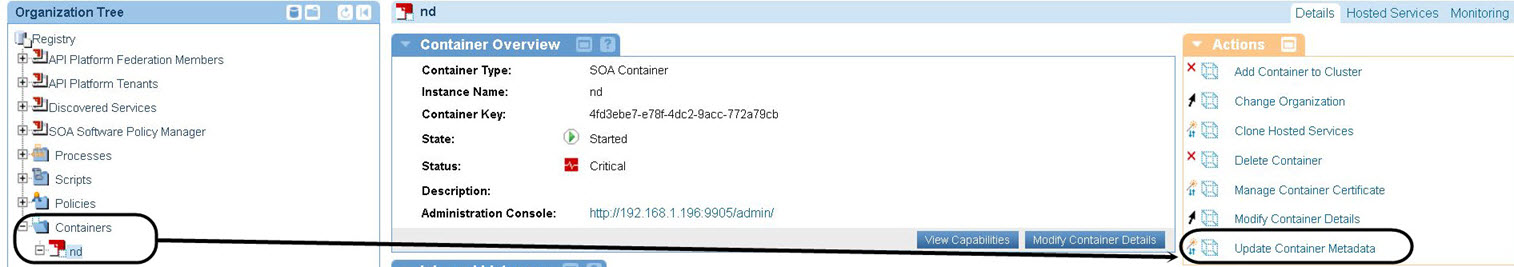 Organization Tree
Registry
API Platform Federation Members
API Platform Tenants
Discovered Services
SOA Software Policy Manager
Processes
Scripts
Policies
Containers
nd
nd
Details Hosted Services Monitoring
Container Overview
Container Type: SOA Container
Instance Name: nd
Container Key: 4fd3ebe7-e78f-4dc2-9acc-772a79cb
State: Started
Status: Critical
Description:
Administration Console: http://192.168.1.196:9905/admin/
View Capabilities Modify Container Details
Actions
Add Container to Cluster
Change Organization
Clone Hosted Services
Delete Container
Manage Container Certificate
Modify Container Details
Update Container Metadata